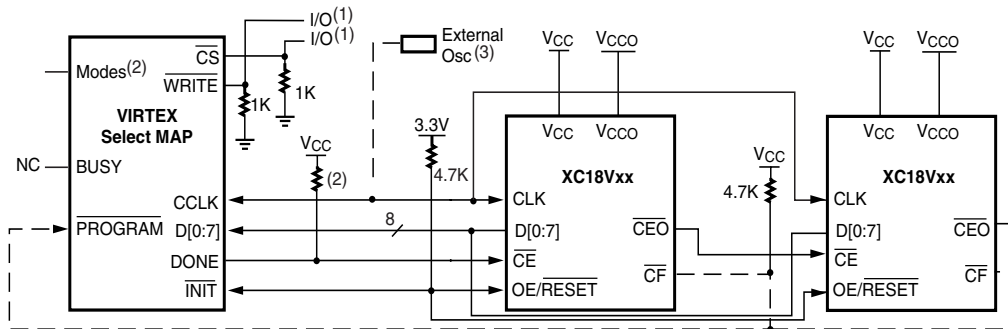 I/O(1)
I/O(1)
External
Osc (3)
VCC VCCO
VCC VCCO
CS
Modes(2)
WRITE
1K
1K
VIRTEX
Select MAP
3.3V
VCC VCCO
VCC VCCO
VCC
VCC
NC BUSY
(2)
4.7K
XC18Vxx
4.7K
XC18Vxx
CCLK
CLK
CLK
PROGRAM D[0:7]
8
D[0:7]
CEO
D[0:7]
CEO
DONE
CE
CF
CE
CF
INIT
OE/RESET
OE/RESET